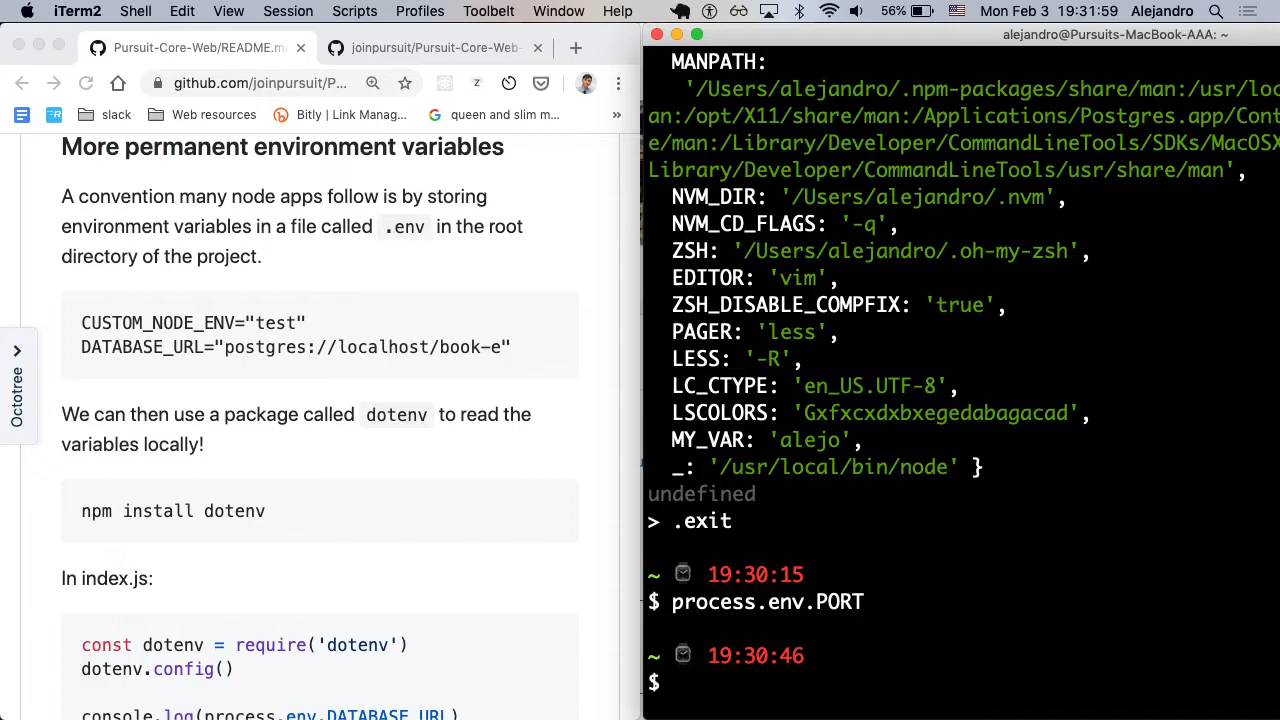 iTerm2 Shell Edit View Session Scripts Profiles Toolbelt Window Help 56% Mon Feb 3 19:31:59 Alejandro
Pursuit-Core-Web/README.m
joinpursuit/Pursuit-Core-Web-
github.com/joinpursuit/P...
slack Web resources Bitly | Link Manag... queen and slim m... »
More permanent environment variables
A convention many node apps follow is by storing
environment variables in a file called .env in the root
directory of the project.
CUSTOM_NODE_ENV="test"
DATABASE_URL="postgres://localhost/book-e"
We can then use a package called dotenv to read the
variables locally!
npm install dotenv
In index.js:
const dotenv = require('dotenv')
dotenv.config()
console.log(process.env.DATABASE_URL)
Octotree
alejandro@Pursuits-MacBook-AAA: ~
MANPATH:
'/Users/alejandro/.npm-packages/share/man:/usr/loc
an:/opt/X11/share/man:/Applications/Postgres.app/Cont
e/man:/Library/Developer/CommandLineTools/SDKs/MacOSX
Library/Developer/CommandLineTools/usr/share/man',
NVM_DIR: '/Users/alejandro/.nvm',
NVM_CD_FLAGS: '-q',
ZSH: '/Users/alejandro/.oh-my-zsh',
EDITOR: 'vim',
ZSH_DISABLE_COMPFIX: 'true',
PAGER: 'less',
LESS: '-R',
LC_CTYPE: 'en_US.UTF-8',
LSCOLORS: 'Gxfxcxdxbxegedabagacad',
MY_VAR: 'alejo',
_: '/usr/local/bin/node' }
undefined
> .exit
~ 19:30:15
$ process.env.PORT
~ 19:30:46
$